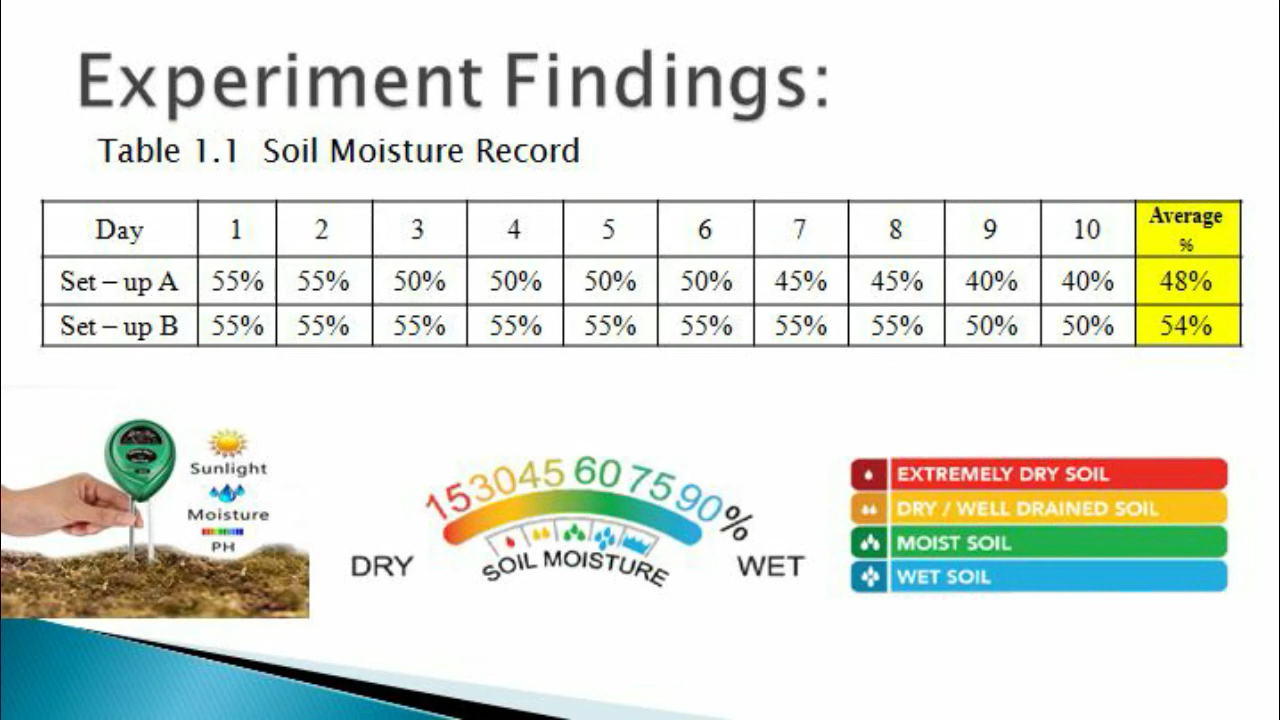 Experiment Findings:
Table 1.1 Soil Moisture Record
Day 1 2 3 4 5 6 7 8 9 10 Average %
Set – up A 55% 55% 50% 50% 50% 50% 45% 45% 40% 40% 48%
Set – up B 55% 55% 55% 55% 55% 55% 55% 55% 50% 50% 54%
Sunlight
Moisture
PH
15 30 45 60 75 90 %
DRY SOIL MOISTURE WET
EXTREMELY DRY SOIL
DRY / WELL DRAINED SOIL
MOIST SOIL
WET SOIL